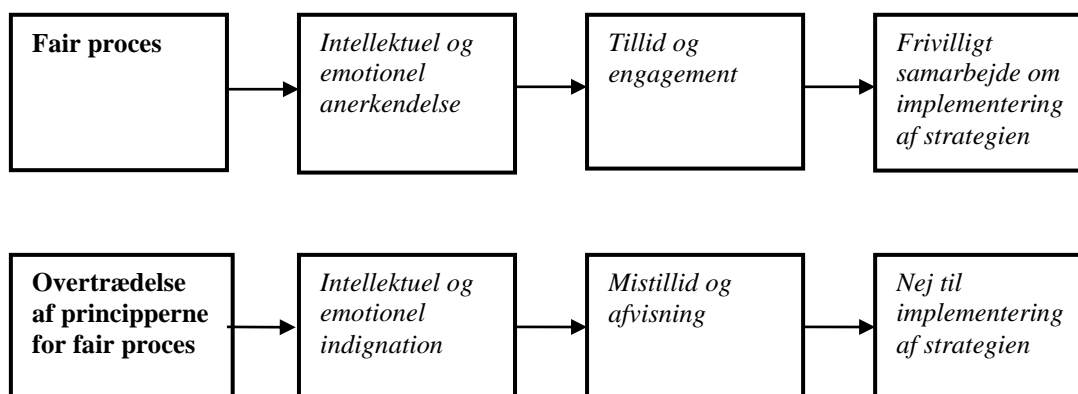 Fair proces
Intellektuel og
emotionel
anerkendelse
Tillid og
engagement
Frivilligt
samarbejde om
implementering
af strategien
Overtrædelse
af principperne
for fair proces
Intellektuel og
emotionel
indignation
Mistillid og
afvisning
Nej til
implementering
af strategien